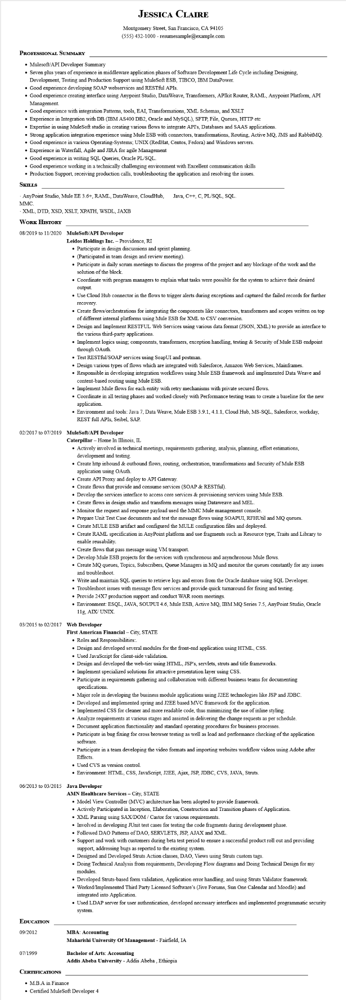 Jessica Claire
Montgomery Street, San Francisco, CA 94105
(555) 432-1000 - resumesample@example.com
Professional Summary
• Mulesoft/API Developer Summary
• Seven plus years of experience in middleware application phases of Software Development Life Cycle including Designing,
Development, Testing and Production Support using MuleSoft ESB, TIBCO, IBM DataPower.
• Good experience developing SOAP webservices and RESTful APIs.
• Good experience creating interface using Anypoint Studio, DataWeave, Transformers, APIkit Router, RAML, Anypoint Platform, API
Management.
• Good experience with integration Patterns, tools, EAI, Transformations, XML Schemas, and XSLT
• Experience in Integration with DB (IBM AS400 DB2, Oracle and MySQL), SFTP, File, Queues, HTTP etc
• Expertise in using MuleSoft studio in creating various flows to integrate API's, Databases and SAAS applications.
• Strong application integration experience using Mule ESB with connectors, transformations, Routing, Active MQ, JMS and RabbitMQ.
• Good experience in various Operating-Systems; UNIX (RedHat, Centos, Fedora) and Windows servers.
• Experience in Waterfall, Agile and JIRA for agile Management
• Good experience in writing SQL Queries, Oracle PL/SQL.
• Good experience working in a technically challenging environment with Excellent communication skills
• Production Support, receiving production calls, troubleshooting the application and resolving the issues.
Skills
· AnyPoint Studio, Mule EE 3.6+, RAML, DataWeave, CloudHub, Java, C++, C, PL/SQL, SQL.
MMC.
· XML, DTD, XSD, XSLT, XPATH, WSDL, JAXB
Work History
08/2019 to 11/2020 MuleSoft/API Developer
Leidos Holdings Inc. – Providence, RI
• Participate in design discussions and sprint planning.
• (Participated in team design and review meeting).
• Participate in daily scrum meetings to discuss the progress of the project and any blockage of the work and the
solution of the block.
• Coordinate with program managers to explain what tasks were possible for the system to achieve their desired
output.
• Use Cloud Hub connector in the flows to trigger alerts during exceptions and captured the failed records for further
recovery.
• Create flows/orchestrations for integrating the components like connectors, transformers and scopes written on top
of different internal platforms using Mule ESB for XML to CSV conversion.
• Design and Implement RESTFUL Web Services using various data format (JSON, XML) to provide an interface to
the various third-party applications.
• Implement logics using; components, transformers, exception handling, testing & Security of Mule ESB endpoint
through OAuth.
• Test RESTful/SOAP services using SoapUI and postman.
• Design various types of flows which are integrated with Salesforce, Amazon Web Services, Mainframes.
• Responsible in developing integration workflows using Mule ESB framework and implemented Data Weave and
content-based routing using Mule ESB.
• Implement Mule flows for each entity with retry mechanisms with private secured flows.
• Coordinate in all testing phases and worked closely with Performance testing team to create a baseline for the new
application.
• Environment and tools: Java 7, Data Weave, Mule ESB 3.9.1, 4.1.1, Cloud Hub, MS-SQL, Salesforce, workday,
REST full APIs, Seibel, SAP.
02/2017 to 07/2019 MuleSoft/API Developer
Caterpillar – Home In Illinois, IL
• Actively involved in technical meetings, requirements gathering, analysis, planning, effort estimations,
development and testing.
• Create http inbound & outbound flows, routing, orchestration, transformations and Security of Mule ESB
application using OAuth.
• Create API Proxy and deploy to API Gateway.
• Create flows that provide and consume services (SOAP & RESTful).
• Develop the services interface to access core services & provisioning services using Mule ESB.
• Create flows in design studio and transform messages using Dataweave and MEL.
• Monitor the request and response payload used the MMC Mule management console.
• Prepare Unit Test Case documents and test the message flows using SOAPUI, RFHUtil and MQ queues.
• Create MULE ESB artifact and configured the MULE configuration files and deployed.
• Create RAML specification in AnyPoint platform and use fragments such as Resource type, Traits and Library to
enable reusability.
• Create flows that pass message using VM transport.
• Develop Mule ESB projects for the services with synchronous and asynchronous Mule flows.
• Create MQ queues, Topics, Subscribers, Queue Managers in MQ and monitor the queues constantly for any issues
and troubleshoot.
• Write and maintain SQL queries to retrieve logs and errors from the Oracle database using SQL Developer.
• Troubleshoot issues with message flow services and provide quick turnaround for fixing and testing.
• Provide 24X7 production support and conduct WAR room meetings.
• Environment: ESQL, JAVA, SOUPUI 4.6, Mule ESB, Active MQ, IBM MQ Series 7.5, AnyPoint Studio, Oracle
11g, AIX/ UNIX.
03/2015 to 02/2017 Web Developer
First American Financial – City, STATE
• Roles and Responsibilities:.
• Design and developed several modules for the front-end application using HTML, CSS.
• Used JavaScript for client-side validation.
• Design and developed the web-tier using HTML, JSP's, servlets, struts and title frameworks.
• Implement specialized solutions for attractive presentation layer using CSS.
• Participate in requirements gathering and collaboration with different business teams for documenting
specifications.
• Major role in developing the business module applications using J2EE technologies like JSP and JDBC.
• Developed and implemented spring and J2EE based MVC framework for the application.
• Implemented CSS for cleaner and more readable code, thus minimizing the use of inline styling.
• Analyze requirements at various stages and assisted in delivering the change requests as per schedule.
• Document application functionality and standard operating procedures for business processes.
• Participate in bug fixing for cross browser testing as well as load and performance checking of the application
software.
• Participate in a team developing the video formats and importing websites workflow videos using Adobe after
Effects.
• Used CVS as version control.
• Environment: HTML, CSS, JavaScript, J2EE, Ajax, JSP, JDBC, CVS, JAVA, Struts.
06/2013 to 03/2015 Java Developer
AMN Healthcare Services – City, STATE
• Model View Controller (MVC) architecture has been adopted to provide framework.
• Actively Participated in Inception, Elaboration, Construction and Transition phases of Application.
• XML Parsing using SAX/DOM / Castor for various requirements.
• Involved in developing JUnit test cases for testing the code fragments during development phase.
• Followed DAO Patterns of DAO, SERVLETS, JSP, AJAX and XML.
• Support and work with customers during beta test period to ensure a successful product roll out and providing
support, addressing bugs as reported to the existing system.
• Designed and Developed Struts Action classes, DAO, Views using Struts custom tags.
• Doing Technical Analysis from requirements, Developing Flow diagrams and Doing Technical Design for my
modules.
• Developed Struts-based form validation, Application error handling, and using Struts Validator framework.
• Worked/Implemented Third Party Licensed Software's (Jive Forums, Sun One Calendar and Moodle) and
integrated into Application.
• Used LDAP server for user authentication, developed necessary interfaces and implemented programmatic security
system.
Education
09/2012 MBA: Accounting
Maharishi University Of Management - Fairfield, IA
07/1999 Bachelor of Arts: Accounting
Addis Abeba University - Addis Abeba , Ethiopia
Certifications
• M.B.A in Finance
• Certified MuleSoft Developer 4